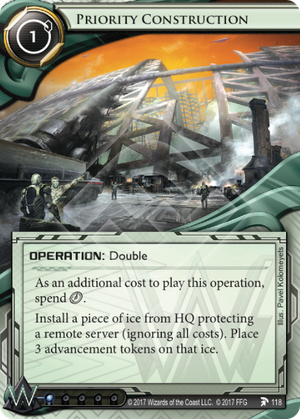 PRIORITY CONSTRUCTION
1
OPERATION: Double
As an additional cost to play this operation,
spend .
Install a piece of ice from HQ protecting
a remote server (ignoring all costs). Place
3 advancement tokens on that ice.
Illus. Pavel Kolomeyets
© 2017 Wizards of the Coast LLC. © 2017 FFG 118